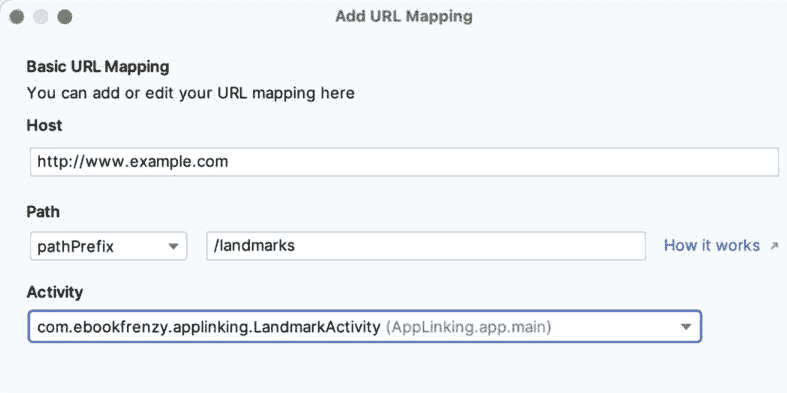 Add URL Mapping
Basic URL Mapping
You can add or edit your URL mapping here
Host
http://www.example.com
Path
pathPrefix /landmarks How it works ↗
Activity
com.ebookfrenzy.applinking.LandmarkActivity (AppLinking.app.main)